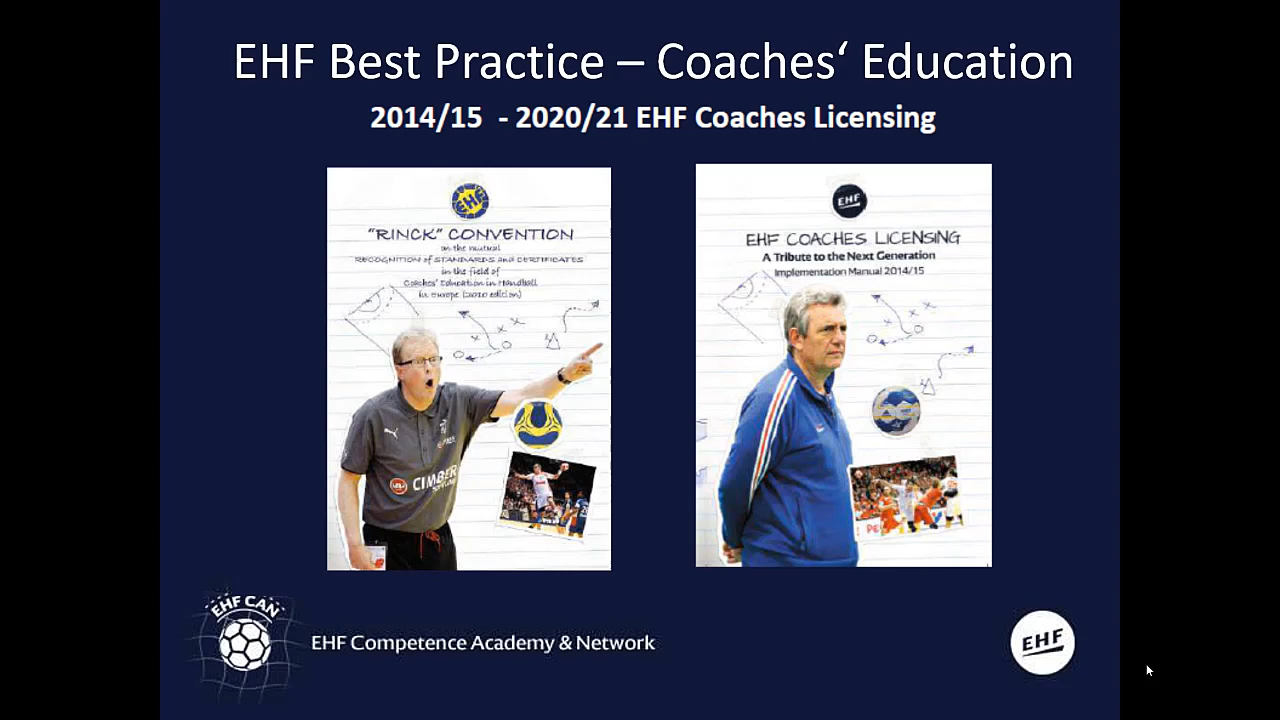 EHF Best Practice – Coaches‘ Education
2014/15 - 2020/21 EHF Coaches Licensing
EHF
"RINCK" CONVENTION
on the mutual
RECOGNITION of STANDARDS and CERTIFICATES
in the field of
Coaches' Education in Handball
in Europe (2010 edition)
CIMBER
EHF
EHF COACHES LICENSING
A Tribute to the Next Generation
Implementation Manual 2014/15
EHF CAN
EHF Competence Academy & Network
EHF